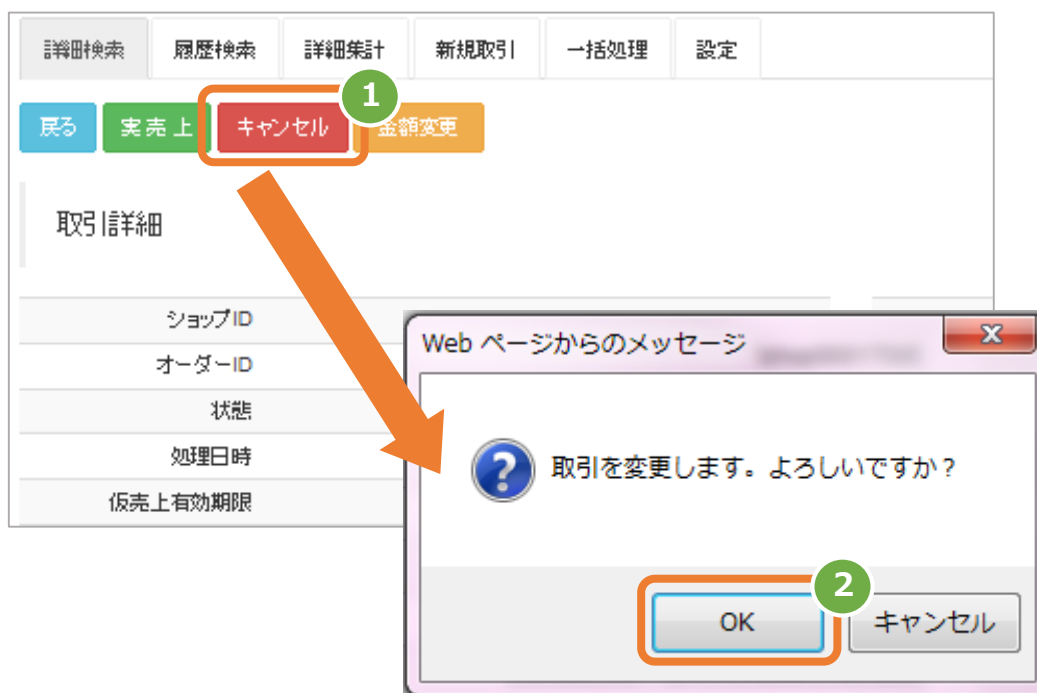 詳細検索 履歴検索 詳細集計 新規取引 一括処理 設定
1
戻る 実売上 キャンセル 金額変更
取引詳細
ショップID
オーダーID
状態
処理日時
仮売上有効期限
Web ページからのメッセージ
取引を変更します。よろしいですか？
2
OK キャンセル